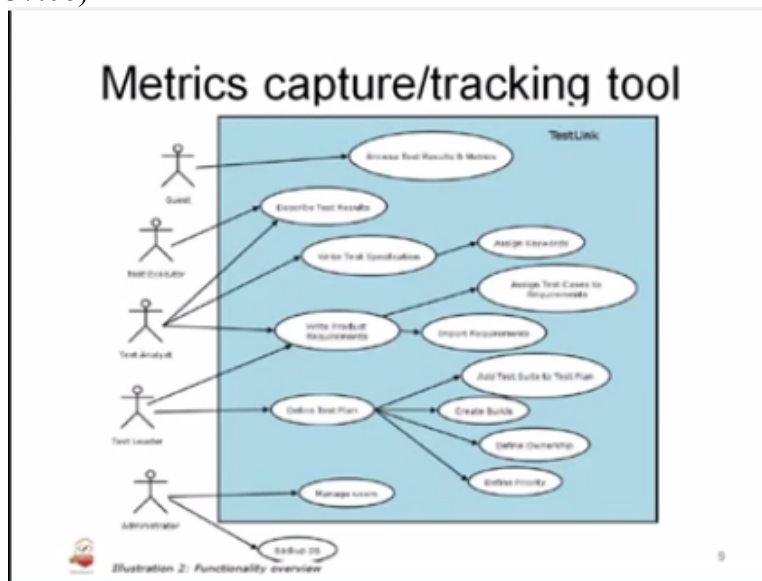 Metrics capture/tracking tool
TestLink
Browse Test Results & Metrics
Guest
Describe Test Results
Test Executor
Write Test Specification
Assign Keywords
Assign Test Cases to
Requirements
Test Analyst
Write Product
Requirements
Import Requirements
Add Test Suite to Test Plan
Test Leader
Define Test Plan
Create Builds
Define Ownership
Define Priority
Administrator
Manage users
Backup DB
Illustration 2: Functionality overview
9